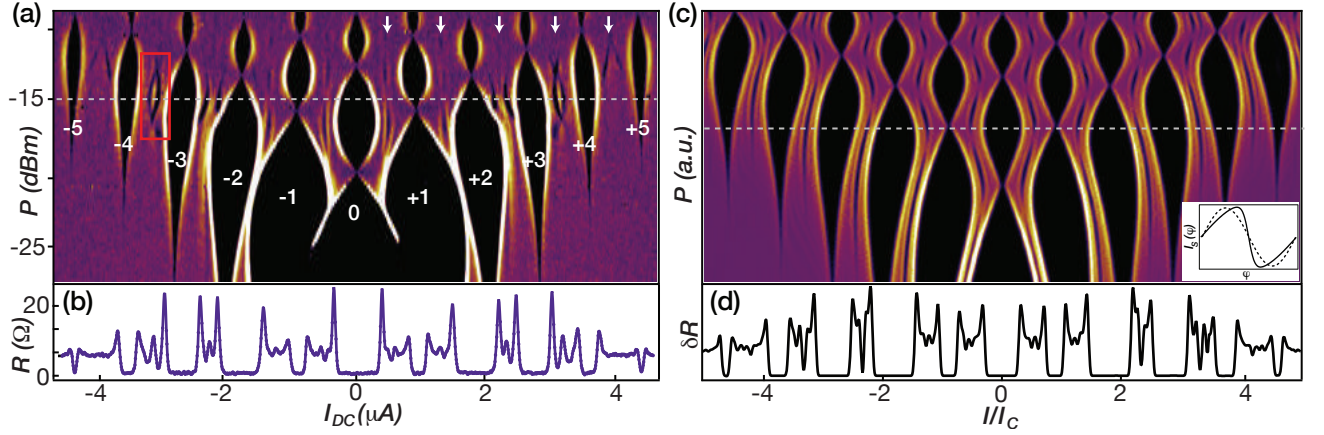 (a)
-15
-25
P (dBm)
-5
-4
-3
-2
-1
0
+1
+2
+3
+4
+5
(b)
20
0
R (Ω)
-4
-2
0
2
4
I_DC (μA)
(c)
P (a.u.)
I_S (φ)
φ
(d)
δR
-4
-2
0
2
4
I/I_C